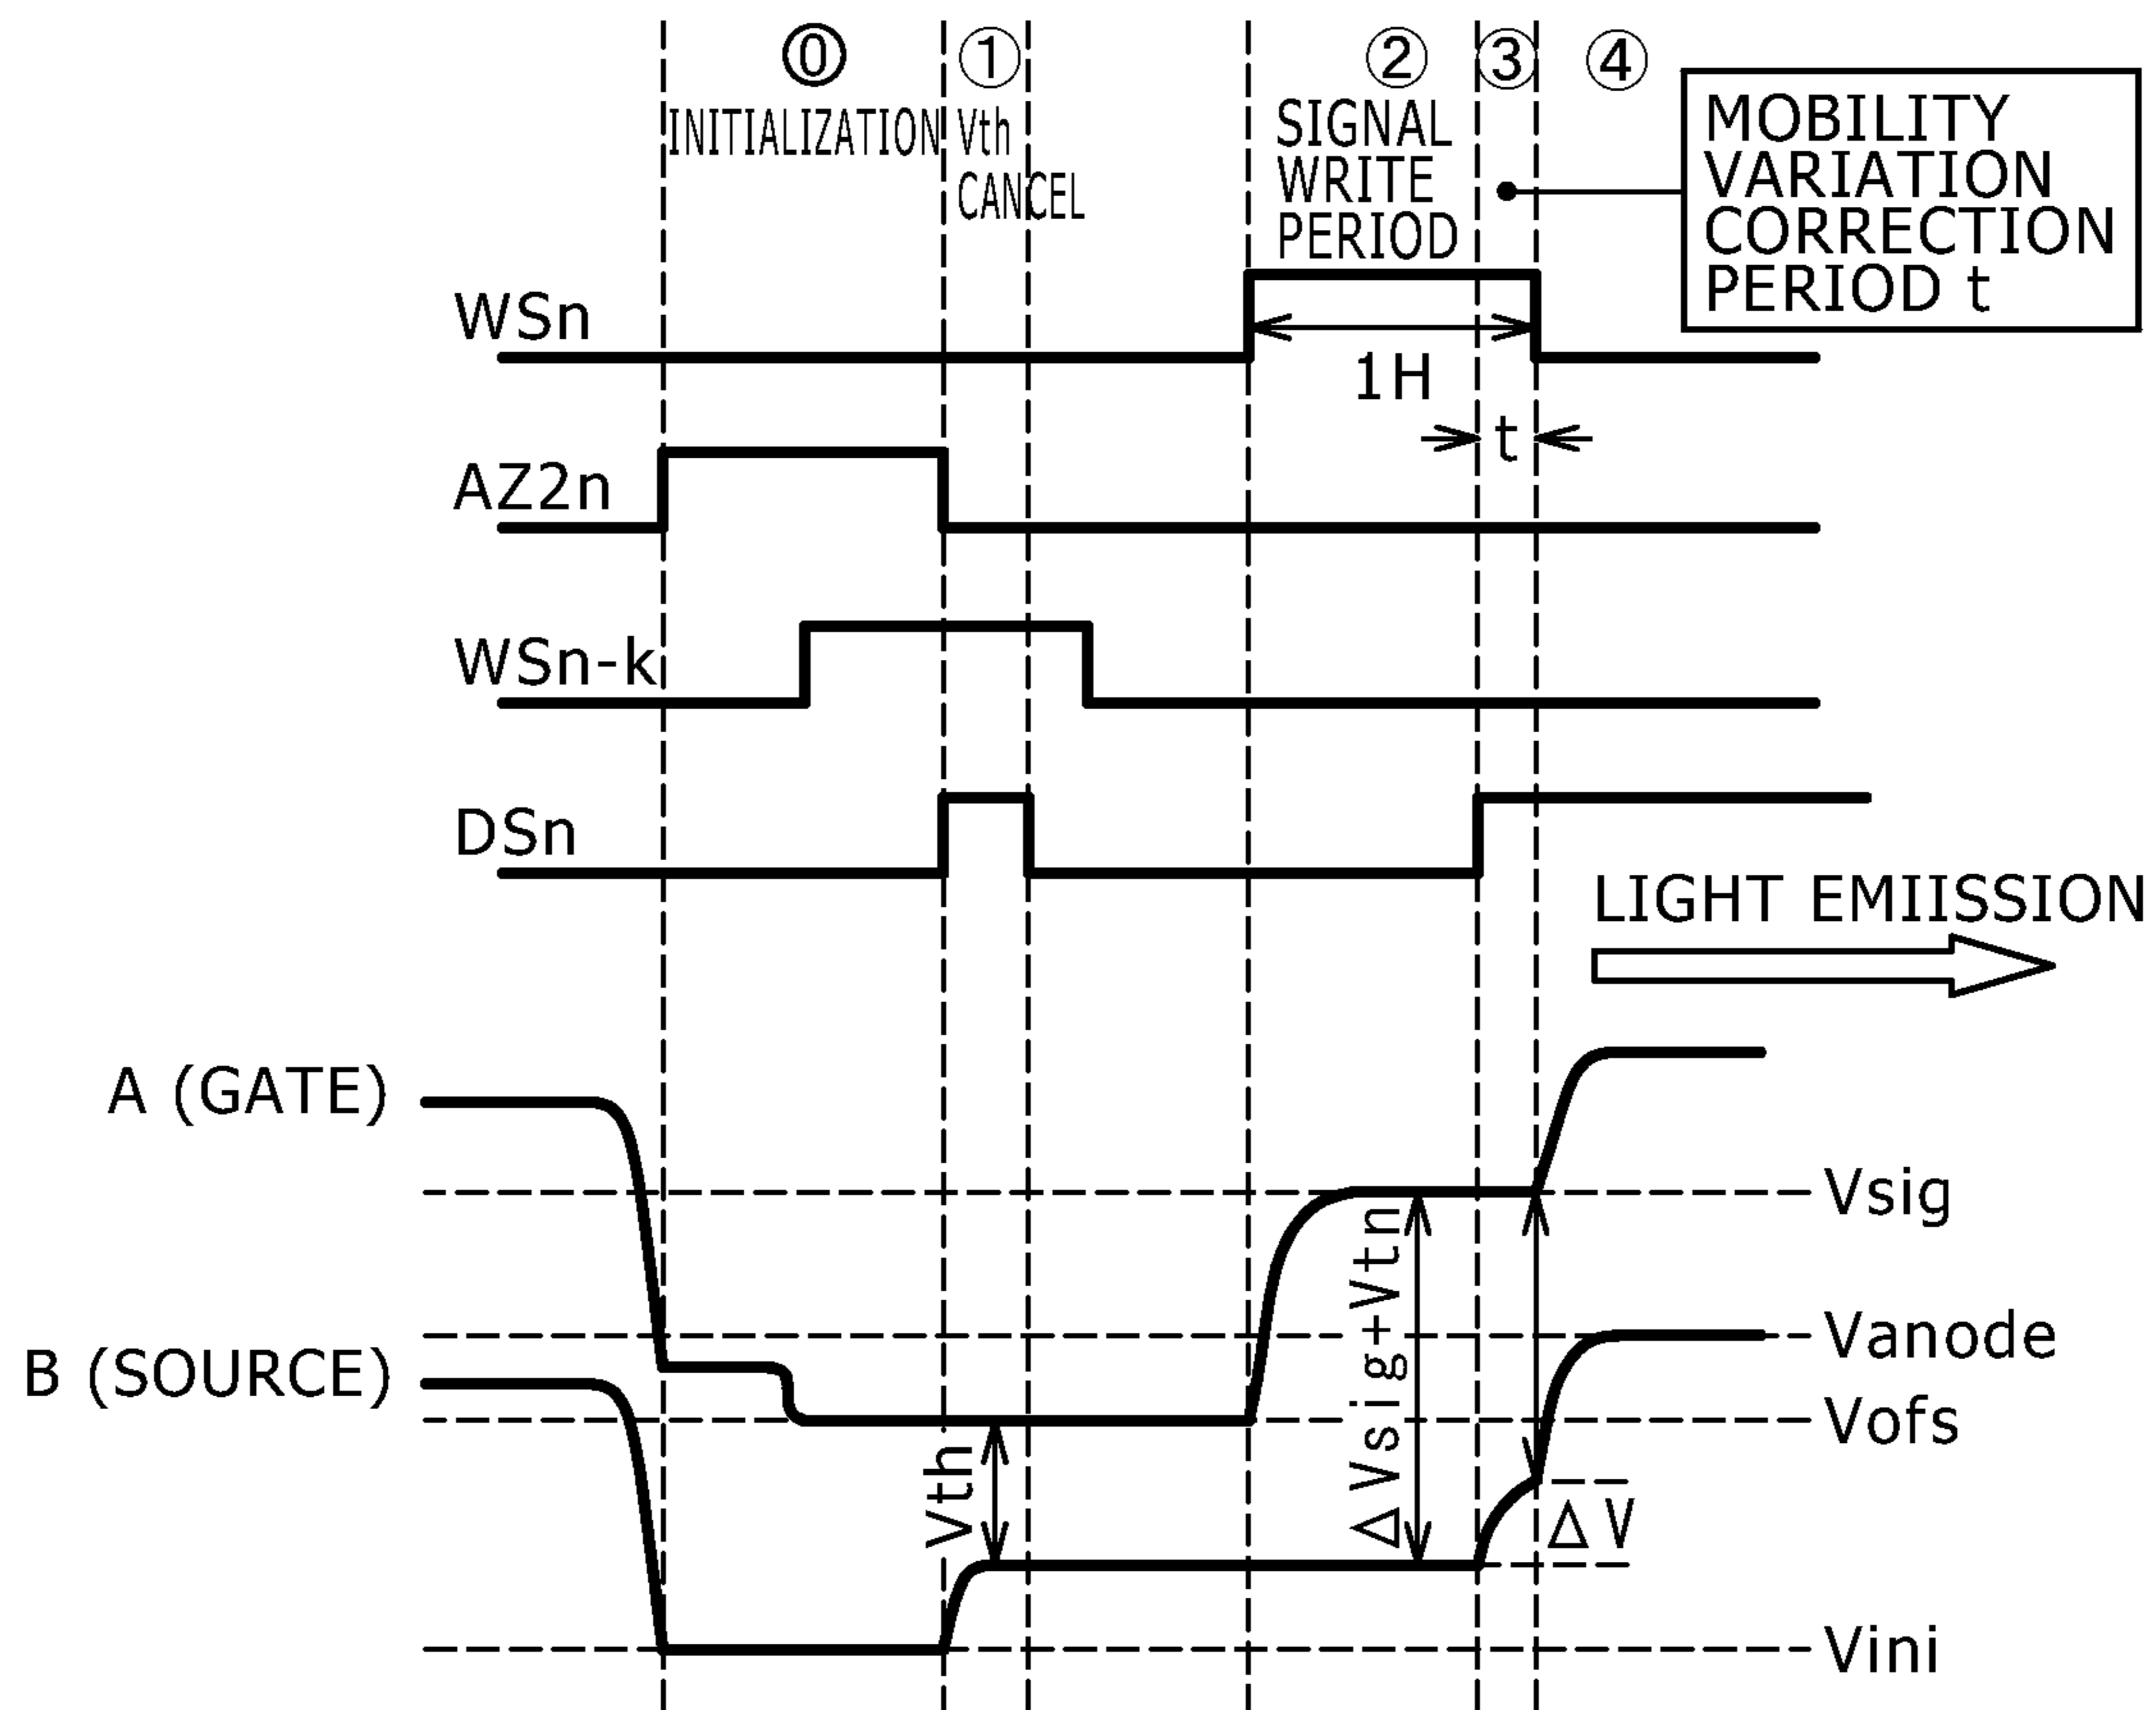 ⓪ ① ② ③ ④
INITIALIZATION
Vth
CANCEL
SIGNAL
WRITE
PERIOD
MOBILITY
VARIATION
CORRECTION
PERIOD t
WSn
1H
t
AZ2n
WSn-k
DSn
LIGHT EMIISSION
A (GATE)
Vsig
B (SOURCE)
Vanode
Vofs
Vth
ΔVsig+Vtn
ΔV
Vini